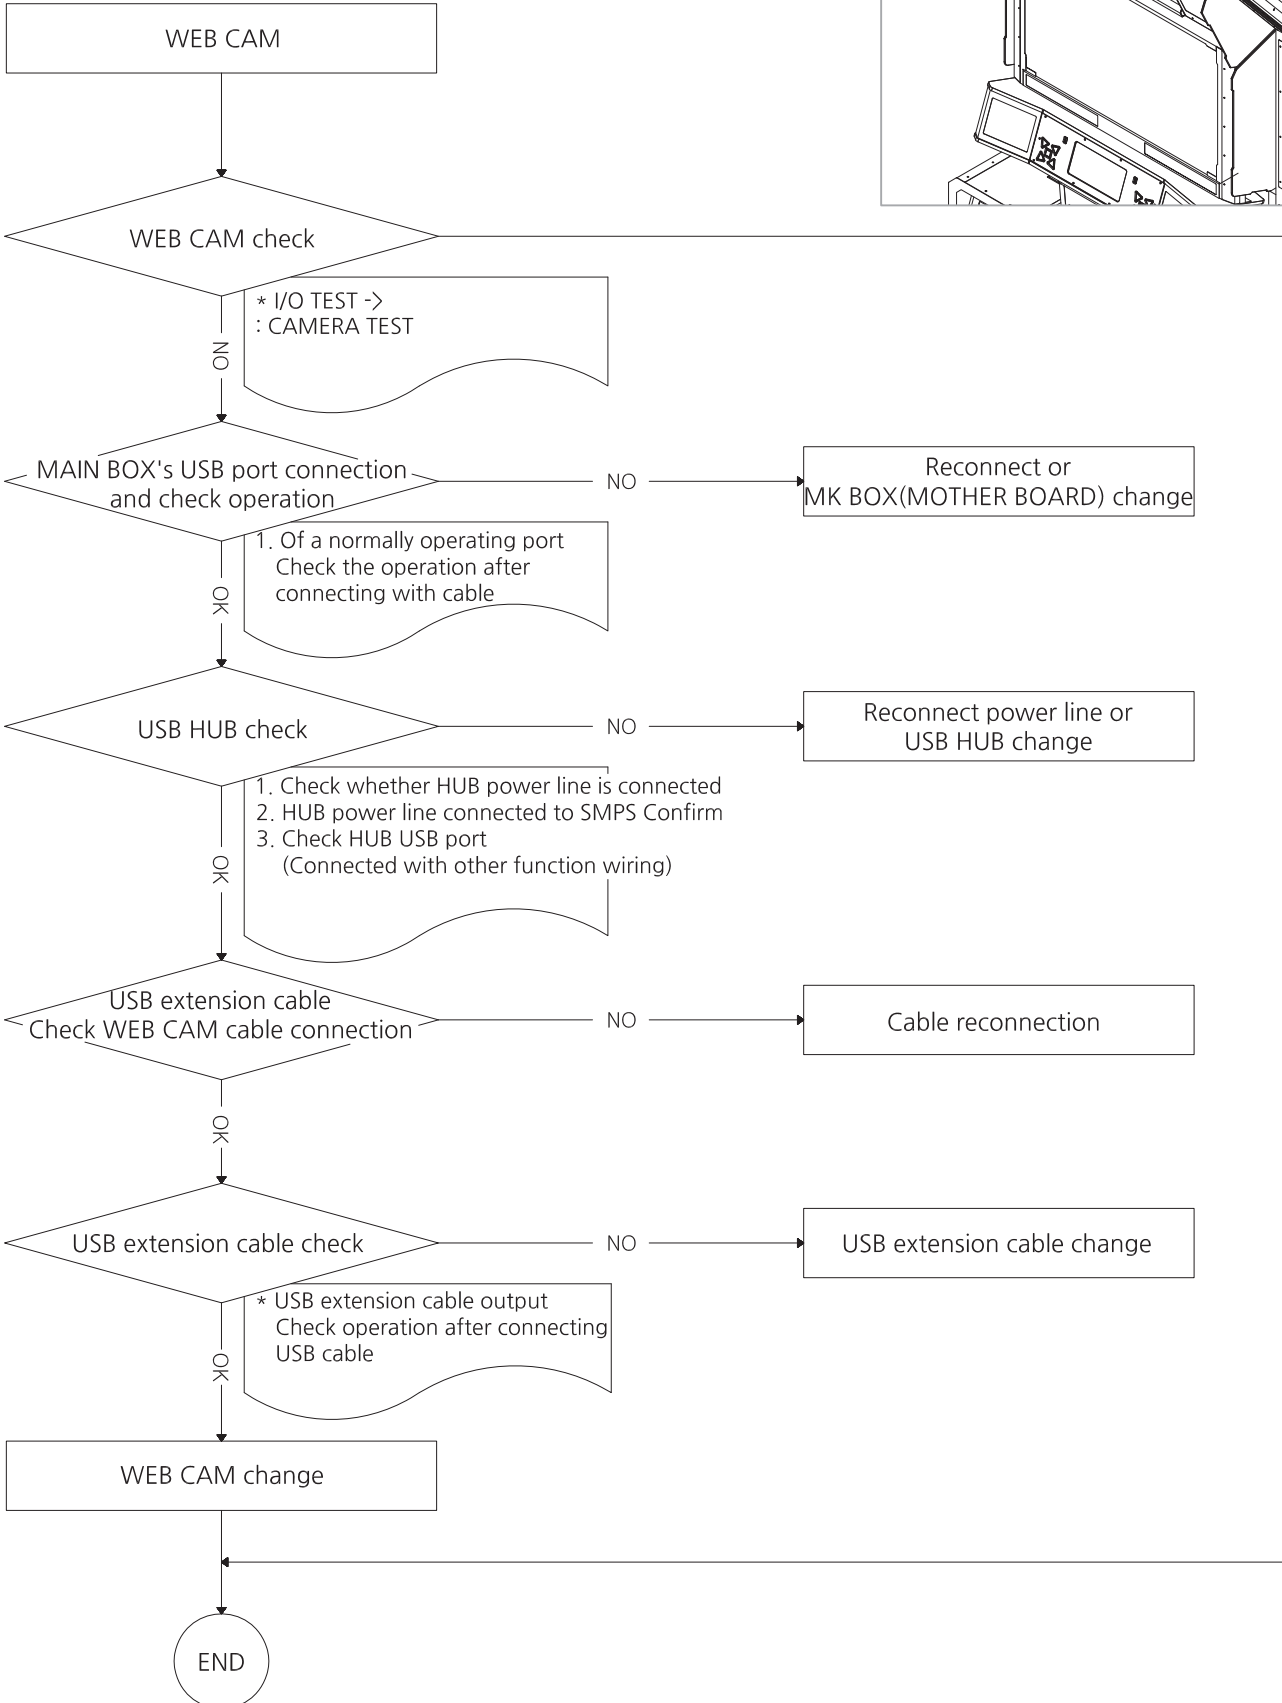 WEB CAM
WEB CAM check
* I/O TEST ->
: CAMERA TEST
NO
MAIN BOX's USB port connection
and check operation
NO
Reconnect or
MK BOX(MOTHER BOARD) change
1. Of a normally operating port
Check the operation after
connecting with cable
OK
USB HUB check
NO
Reconnect power line or
USB HUB change
1. Check whether HUB power line is connected
2. HUB power line connected to SMPS Confirm
3. Check HUB USB port
(Connected with other function wiring)
OK
USB extension cable
Check WEB CAM cable connection
NO
Cable reconnection
OK
USB extension cable check
NO
USB extension cable change
* USB extension cable output
Check operation after connecting
USB cable
OK
WEB CAM change
END